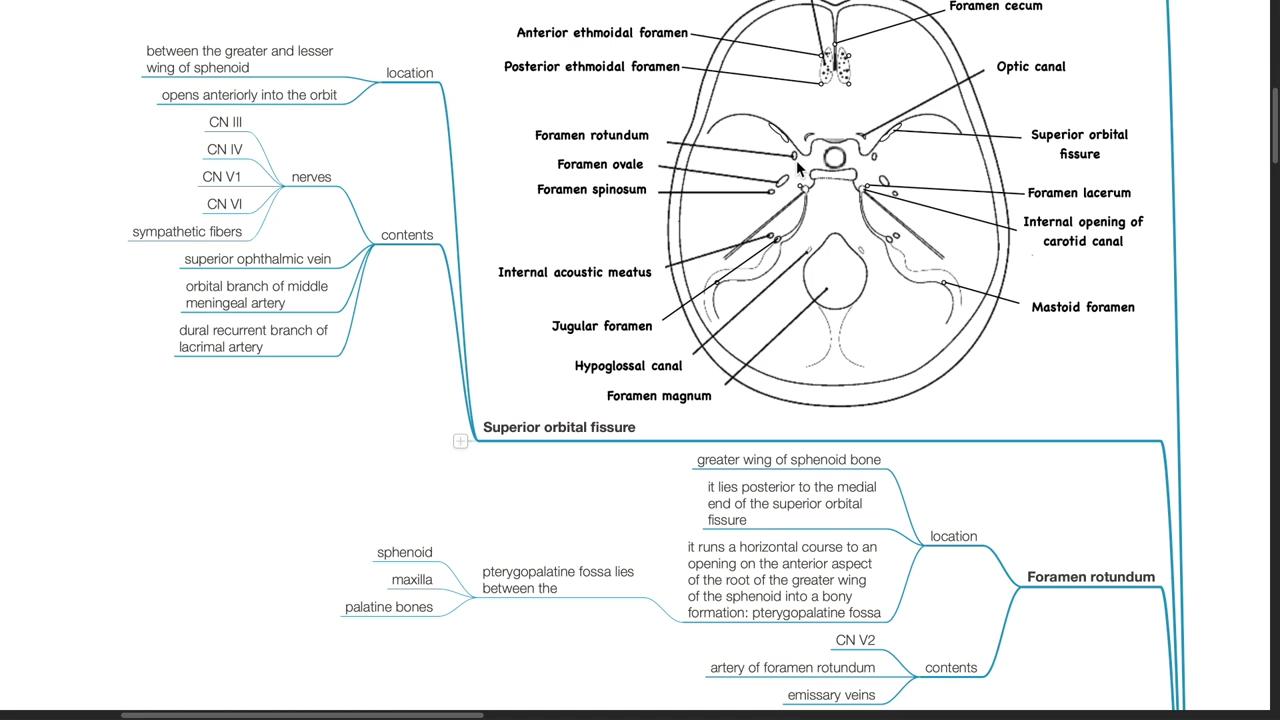 between the greater and lesser
wing of sphenoid
opens anteriorly into the orbit
location
CN III
CN IV
CN V1
CN VI
sympathetic fibers
nerves
superior ophthalmic vein
orbital branch of middle
meningeal artery
dural recurrent branch of
lacrimal artery
contents
Superior orbital fissure
Foramen cecum
Anterior ethmoidal foramen
Posterior ethmoidal foramen
Optic canal
Foramen rotundum
Superior orbital
fissure
Foramen ovale
Foramen spinosum
Foramen lacerum
Internal opening of
carotid canal
Internal acoustic meatus
Mastoid foramen
Jugular foramen
Hypoglossal canal
Foramen magnum
greater wing of sphenoid bone
it lies posterior to the medial
end of the superior orbital
fissure
it runs a horizontal course to an
opening on the anterior aspect
of the root of the greater wing
of the sphenoid into a bony
formation: pterygopalatine fossa
location
Foramen rotundum
sphenoid
maxilla
palatine bones
pterygopalatine fossa lies
between the
CN V2
artery of foramen rotundum
emissary veins
contents